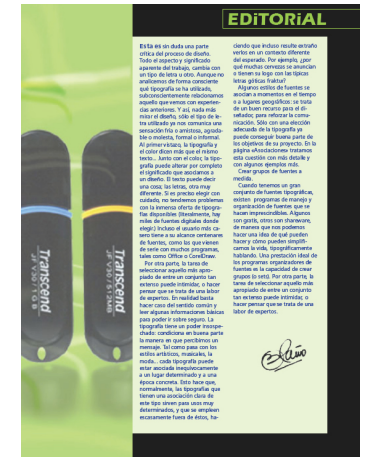 EDiTORiAL
Esta es sin duda una parte
crítica del proceso de diseño.
Todo el aspecto y significado
aparente del trabajo, cambia con
un tipo de letra u otro. Aunque no
analicemos de forma consciente
qué tipografía se ha utilizado,
subconscientemente relacionamos
aquello que vemos con experien-
cias anteriores. Y así, nada más
mirar el diseño, sólo el tipo de le-
tra utilizado ya nos comunica una
sensación fría o amistosa, agrada-
ble o molesta, formal o informal.
Al primer vistazo, la tipografía y
el color dicen más que el mismo
texto... Junto con el color, la tipo-
grafía puede alterar por completo
el significado que asociamos a
un diseño. El texto puede decir
una cosa; las letras, otra muy
diferente. Si es preciso elegir con
cuidado, no tendremos problemas
con la inmensa oferta de tipogra-
fías disponibles (literalmente, hay
miles de fuentes digitales donde
elegir.) Incluso el usuario más ca-
sero tiene a su alcance centenares
de fuentes, como las que vienen
de serie con muchos programas,
tales como Office o CorelDraw.
Por otra parte, la tarea de
seleccionar aquello más apro-
piado de entre un conjunto tan
extenso puede intimidar, o hacer
pensar que se trata de una labor
de expertos. En realidad basta
hacer caso del sentido común y
leer algunas informaciones básicas
para poder ir sobre seguro. La
tipografía tiene un poder insospe-
chado: condiciona en buena parte
la manera en que percibimos un
mensaje. Tal como pasa con los
estilos artísticos, musicales, la
moda... cada tipografía puede
estar asociada inequívocamente
a un lugar determinado y a una
época concreta. Esto hace que,
normalmente, las tipografías que
tienen una asociación clara de
este tipo sirven para usos muy
determinados, y que se empleen
escasamente fuera de éstos, ha-
ciendo que incluso resulte extraño
verlos en un contexto diferente
del esperado. Por ejemplo, ¿por
qué muchas cervezas se anuncian
o tienen su logo con las típicas
letras góticas fraktur?
Algunos estilos de fuentes se
asocian a momentos en el tiempo
o a lugares geográficos: se trata
de un buen recurso para el di-
señador, para reforzar la comu-
nicación. Sólo con una elección
adecuada de la tipografía ya
puede conseguir buena parte de
los objetivos de su proyecto. En la
página «Asociaciones» tratamos
esta cuestión con más detalle y
con algunos ejemplos más.
Crear grupos de fuentes a
medida.
Cuando tenemos un gran
conjunto de fuentes tipográficas,
existen programas de manejo y
organización de fuentes que se
hacen imprescindibles. Algunos
son gratis, otros son shareware,
de manera que nos podemos
hacer una idea de qué pueden
hacer y cómo pueden simplifi-
carnos la vida, tipográficamente
hablando. Una prestación ideal de
los programas organizadores de
fuentes es la capacidad de crear
grupos (o sets). Por otra parte, la
tarea de seleccionar aquello más
apropiado de entre un conjunto
tan extenso puede intimidar, o
hacer pensar que se trata de una
labor de expertos.
Transcend
JF V35 / 1GB
Transcend
JF V30 / 512MB